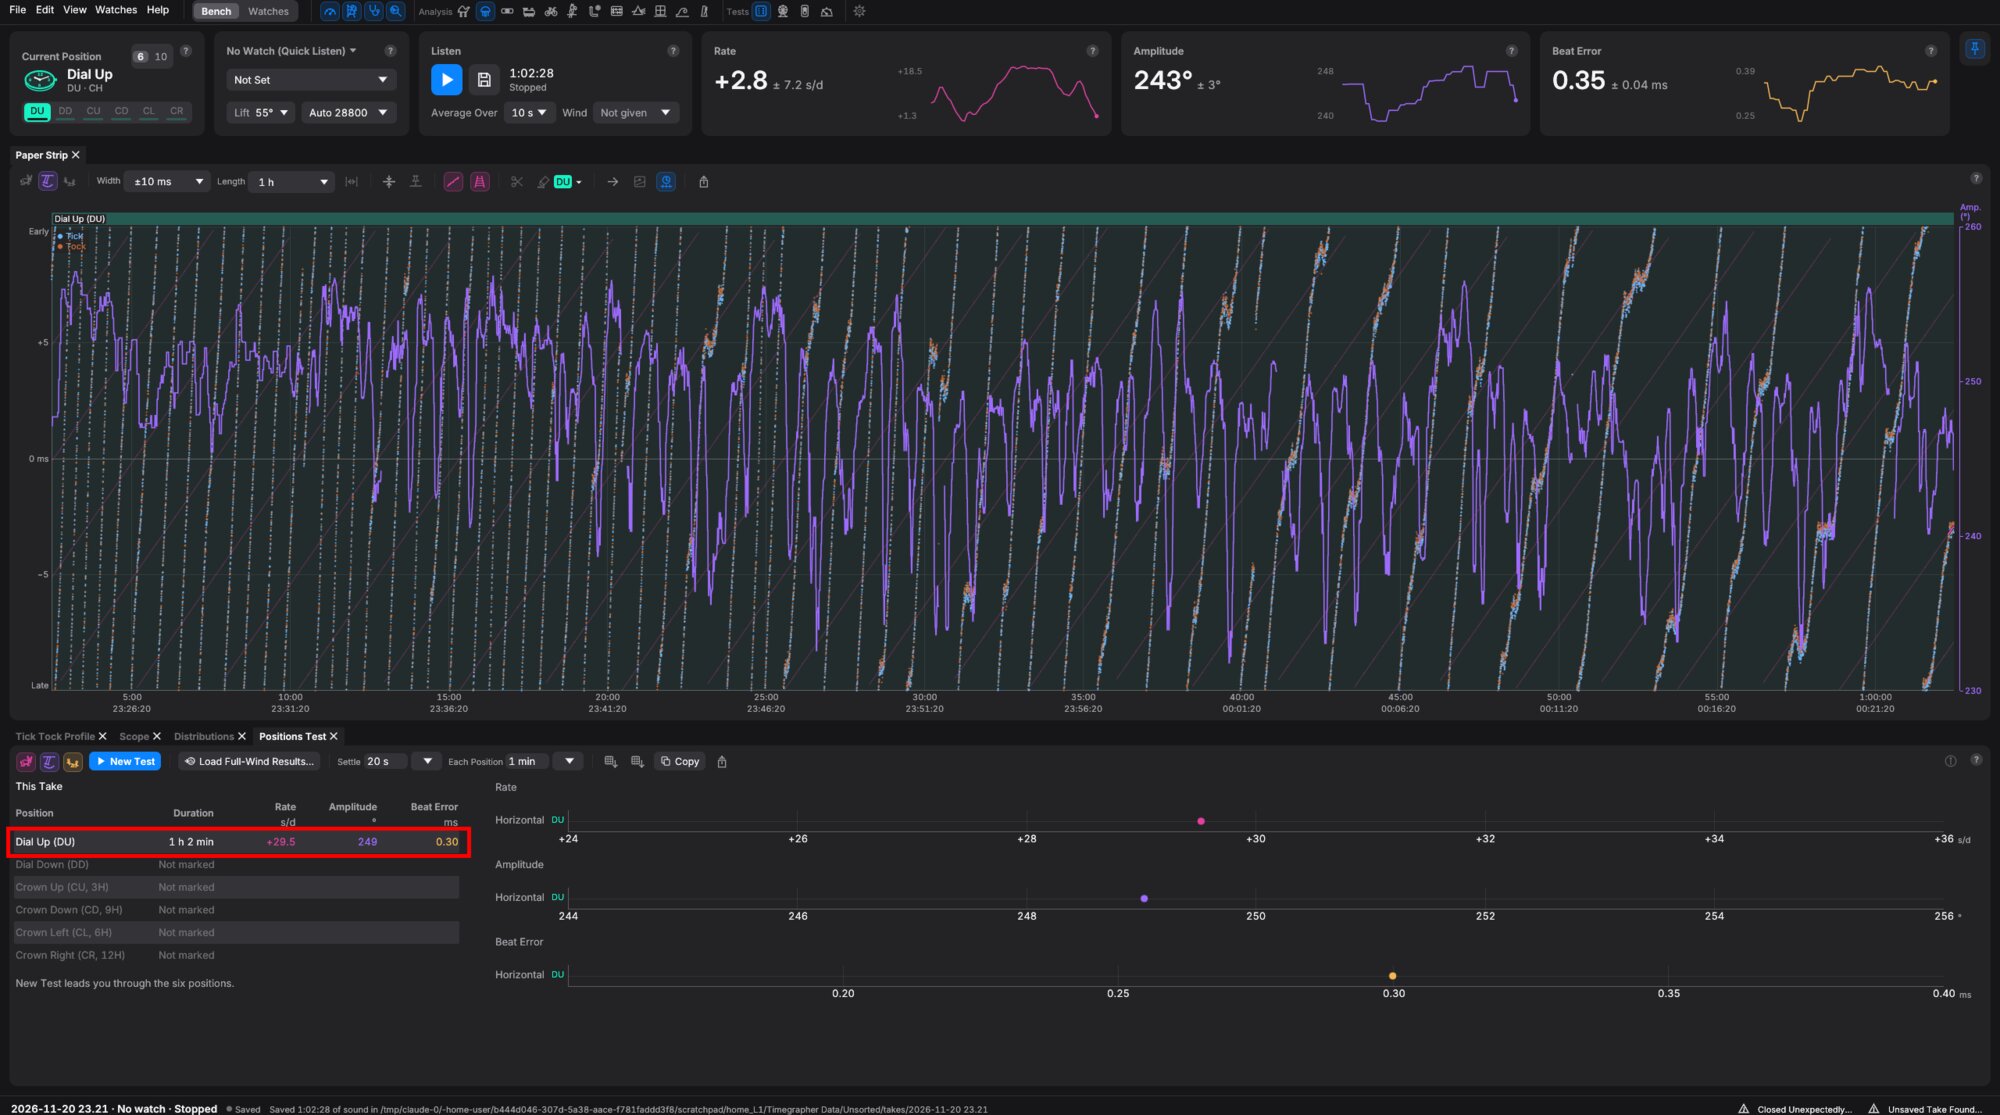 File Edit View Watches Help Bench Watches Analysis Tests
Current Position 6 10 ?
Dial Up
DU · CH
DU DD CU CD CL CR
No Watch (Quick Listen) ?
Not Set
Lift 55° Auto 28800
Listen ?
1:02:28
Stopped
Average Over 10 s Wind Not given
Rate ?
+2.8 ± 7.2 s/d
+18.5
+1.3
Amplitude ?
243° ± 3°
248
240
Beat Error ?
0.35 ± 0.04 ms
0.39
0.25
Paper Strip
Width ±10 ms Length 1 h DU ?
Dial Up (DU)
Amp.
(°)
Early
Tick
Tock
+5
0 ms
−5
Late
260
250
240
230
5:00 10:00 15:00 20:00 25:00 30:00 35:00 40:00 45:00 50:00 55:00 1:00:00
23:26:20 23:31:20 23:36:20 23:41:20 23:46:20 23:51:20 23:56:20 00:01:20 00:06:20 00:11:20 00:16:20 00:21:20
Tick Tock Profile Scope Distributions Positions Test
New Test Load Full-Wind Results... Settle 20 s Each Position 1 min Copy ?
This Take
Position Duration Rate Amplitude Beat Error
s/d ° ms
Dial Up (DU) 1 h 2 min +29.5 249 0.30
Dial Down (DD) Not marked
Crown Up (CU, 3H) Not marked
Crown Down (CD, 9H) Not marked
Crown Left (CL, 6H) Not marked
Crown Right (CR, 12H) Not marked
New Test leads you through the six positions.
Rate
Horizontal DU
+24 +26 +28 +30 +32 +34 +36 s/d
Amplitude
Horizontal DU
244 246 248 250 252 254 256 °
Beat Error
Horizontal DU
0.20 0.25 0.30 0.35 0.40 ms
2026-11-20 23.21 · No watch · Stopped Saved Saved 1:02:28 of sound in /tmp/claude-0/-home-user/b444d046-307d-5a38-aace-f781faddd3f8/scratchpad/home_L1/Timegrapher Data/Unsorted/takes/2026-11-20 23.21 Closed Unexpectedly... Unsaved Take Found...